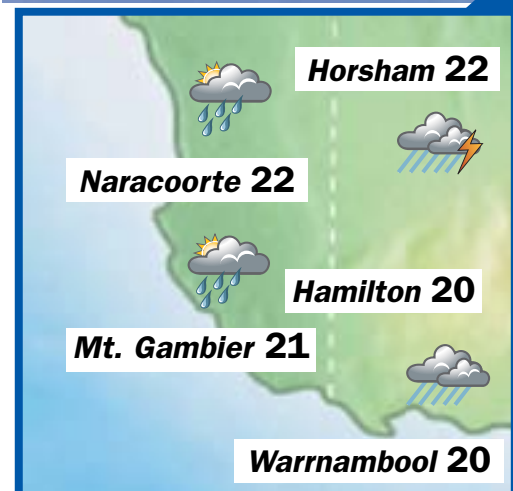 Horsham 22
Naracoorte 22
Hamilton 20
Mt. Gambier 21
Warrnambool 20